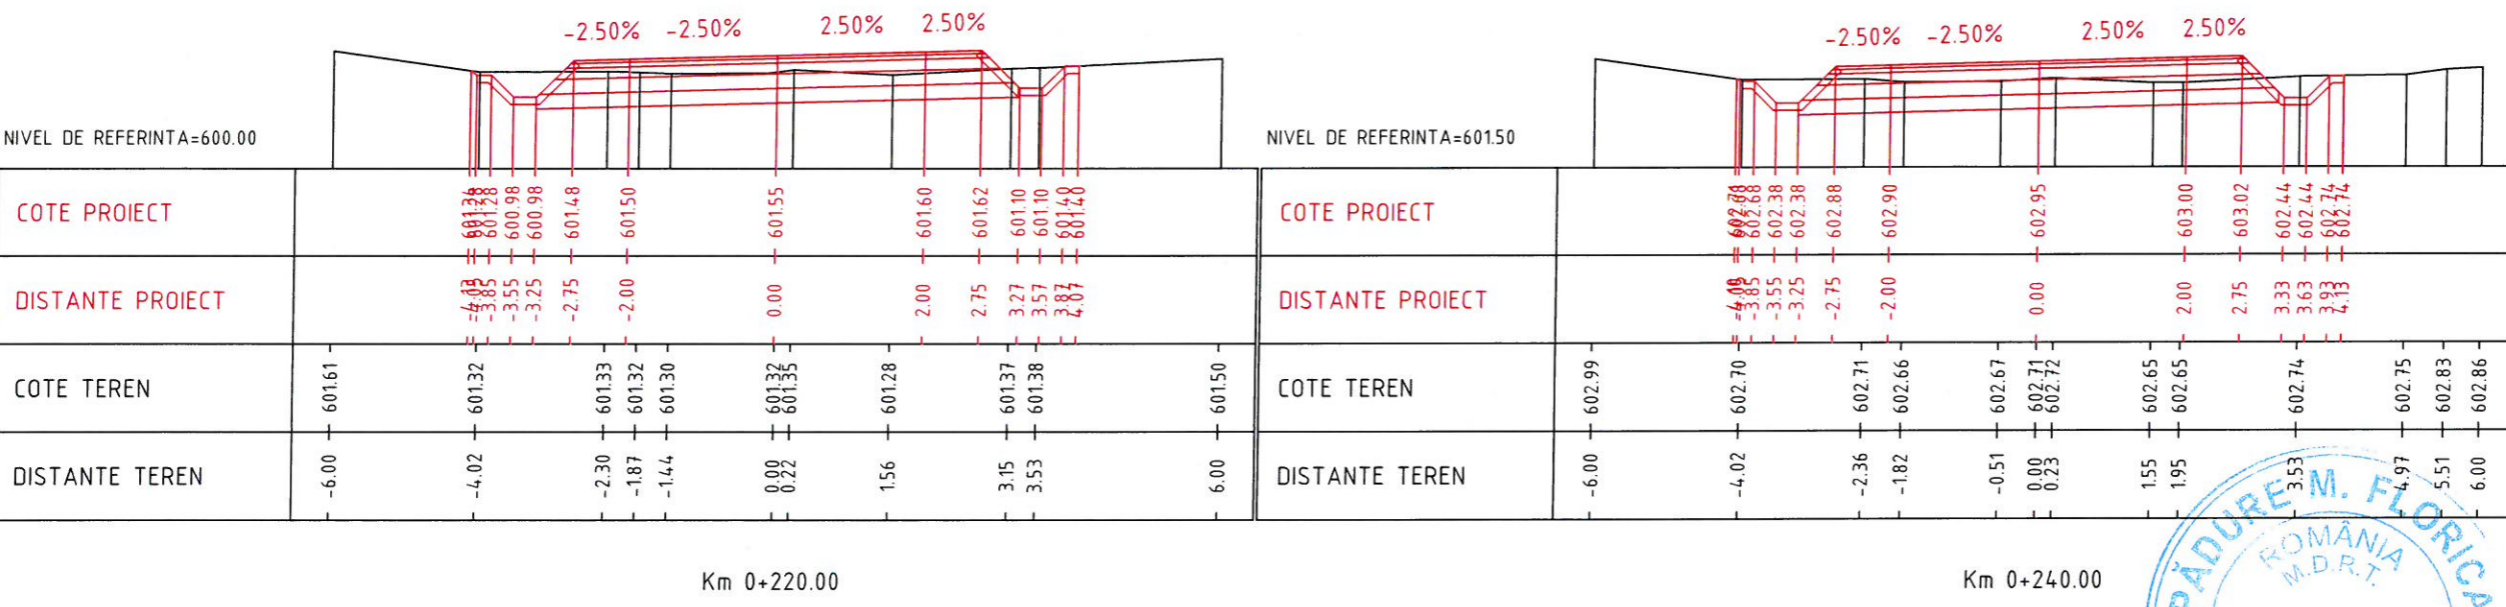 -2.50% -2.50% 2.50% 2.50%
NIVEL DE REFERINTA=600.00
COTE PROIECT 601.28 600.98 600.98 601.48 601.50 601.55 601.60 601.62 601.10 601.10 601.40 601.40
DISTANTE PROIECT -3.85 -3.55 -3.25 -2.75 -2.00 0.00 2.00 2.75 3.27 3.57 3.87 4.07
COTE TEREN 601.61 601.32 601.33 601.32 601.30 601.32 601.35 601.28 601.37 601.38 601.50
DISTANTE TEREN -6.00 -4.02 -2.30 -1.87 -1.44 0.00 0.22 1.56 3.15 3.53 6.00
Km 0+220.00
-2.50% -2.50% 2.50% 2.50%
NIVEL DE REFERINTA=601.50
COTE PROIECT 602.68 602.38 602.38 602.88 602.90 602.95 603.00 603.02 602.44 602.44 602.74 602.74
DISTANTE PROIECT -3.85 -3.55 -3.25 -2.75 -2.00 0.00 2.00 2.75 3.33 3.63 3.93 4.13
COTE TEREN 602.99 602.70 602.71 602.66 602.67 602.71 602.72 602.65 602.65 602.74 602.75 602.83 602.86
DISTANTE TEREN -6.00 -4.02 -2.36 -1.82 -0.51 0.00 0.23 1.55 1.95 3.53 4.97 5.51 6.00
Km 0+240.00
PĂDURE M. FLORICA
ROMÂNIA
M.D.R.T.